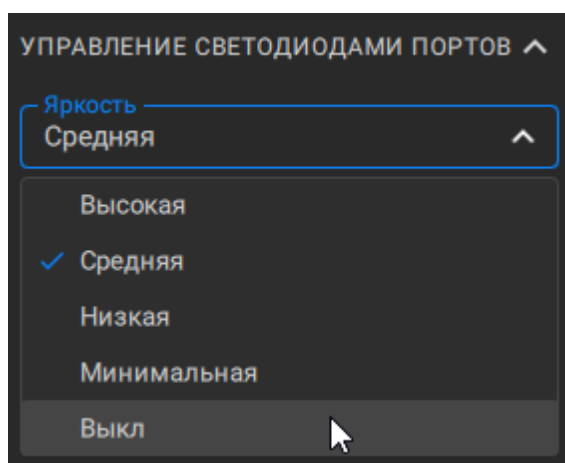 УПРАВЛЕНИЕ СВЕТОДИОДАМИ ПОРТОВ
Яркость
Средняя
Высокая
Средняя
Низкая
Минимальная
Выкл